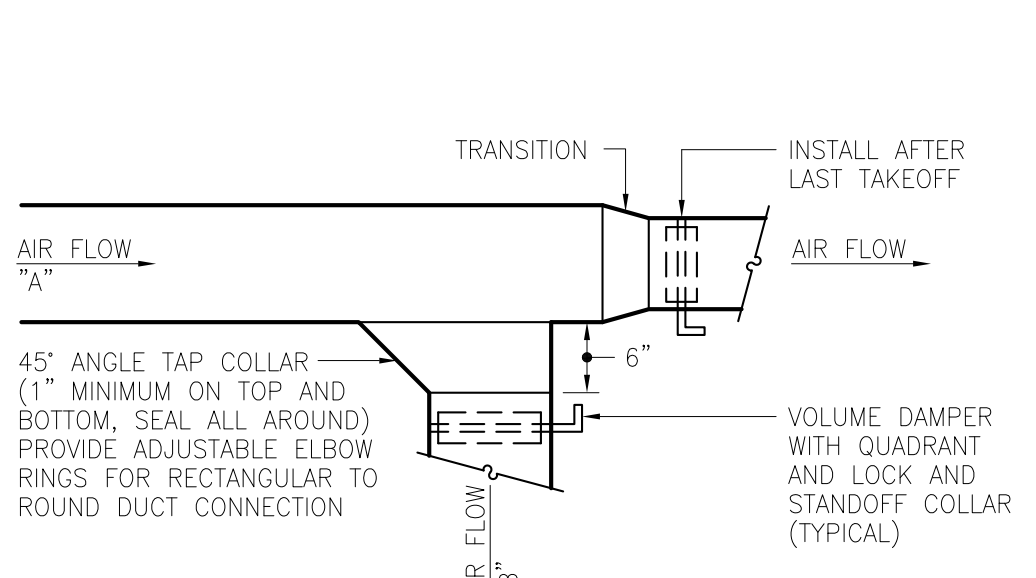 TRANSITION
INSTALL AFTER
LAST TAKEOFF
AIR FLOW
"A"
AIR FLOW
45° ANGLE TAP COLLAR
(1" MINIMUM ON TOP AND
BOTTOM, SEAL ALL AROUND)
PROVIDE ADJUSTABLE ELBOW
RINGS FOR RECTANGULAR TO
ROUND DUCT CONNECTION
6"
VOLUME DAMPER
WITH QUADRANT
AND LOCK AND
STANDOFF COLLAR
(TYPICAL)
FLOW